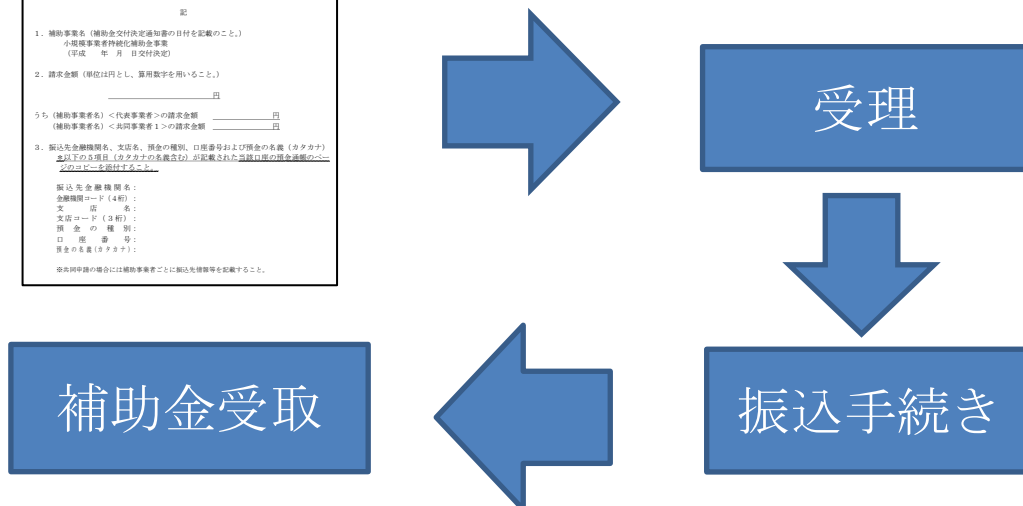 記
1．補助事業名（補助金交付決定通知書の日付を記載のこと。）
小規模事業者持続化補助金事業
（平成　　年　月　日交付決定）
2．請求金額（単位は円とし、算用数字を用いること。）
円
うち（補助事業者名）＜代表事業者＞の請求金額　　円
（補助事業者名）＜共同事業者1＞の請求金額　　円
3．振込先金融機関名、支店名、預金の種別、口座番号および預金の名義（カタカナ）
※以下の5項目（カタカナの名義含む）が記載された当該口座の預金通帳のペー
ジのコピーを添付すること。
振込先金融機関名：
金融機関コード（4桁）：
支　店　名：
支店コード（3桁）：
預金の種別：
口座番号：
預金の名義（カタカナ）：
※共同申請の場合には補助事業者ごとに振込先情報等を記載すること。
受理
振込手続き
補助金受取